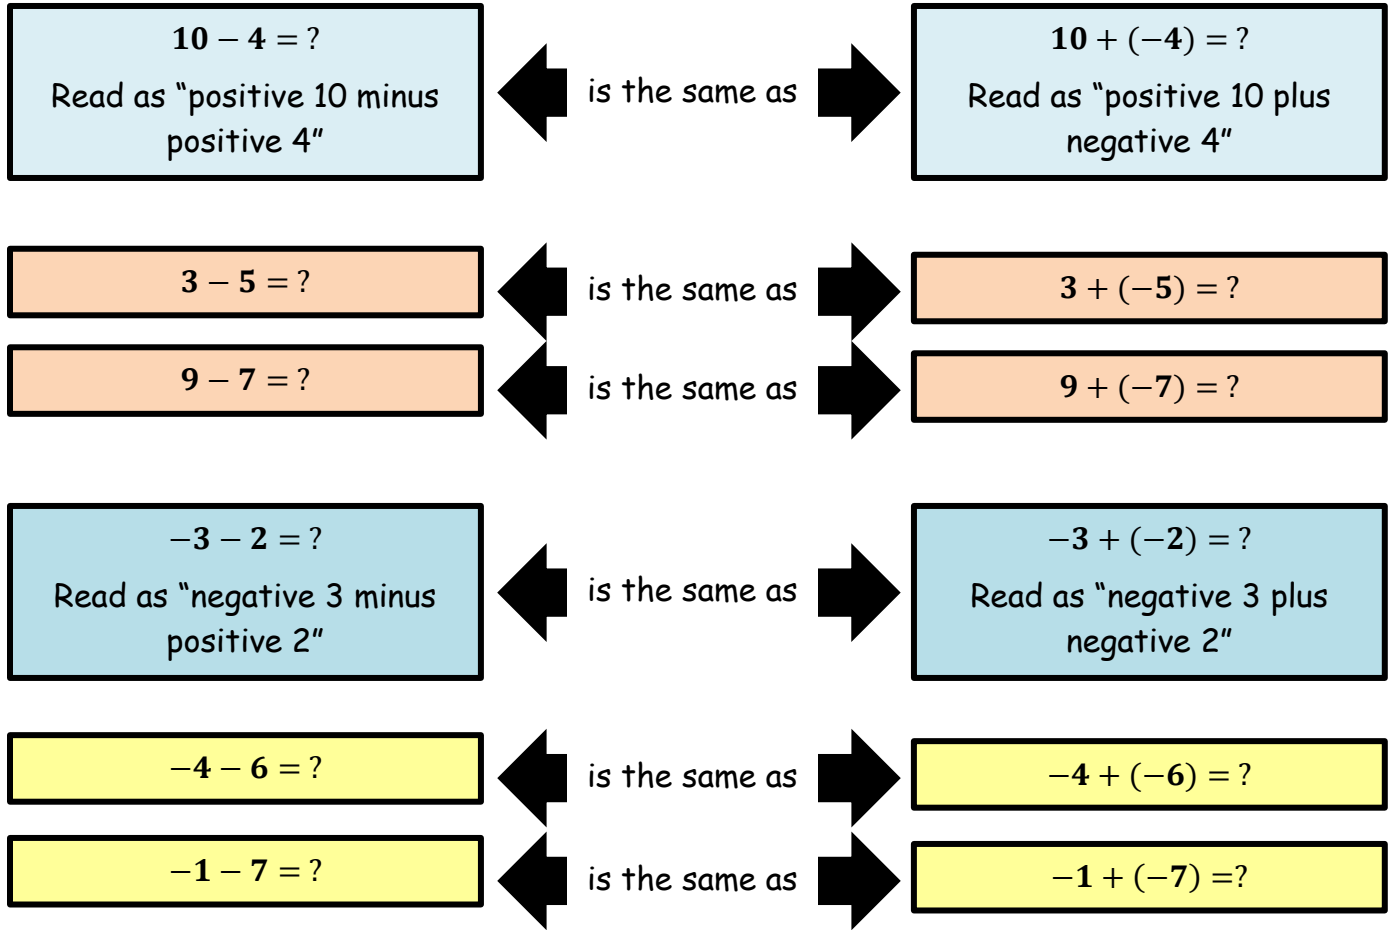 10 − 4 = ?
Read as “positive 10 minus
positive 4”
is the same as
10 + (−4) = ?
Read as “positive 10 plus
negative 4”
3 − 5 = ?
is the same as
3 + (−5) = ?
9 − 7 = ?
is the same as
9 + (−7) = ?
−3 − 2 = ?
Read as “negative 3 minus
positive 2”
is the same as
−3 + (−2) = ?
Read as “negative 3 plus
negative 2”
−4 − 6 = ?
is the same as
−4 + (−6) = ?
−1 − 7 = ?
is the same as
−1 + (−7) =?